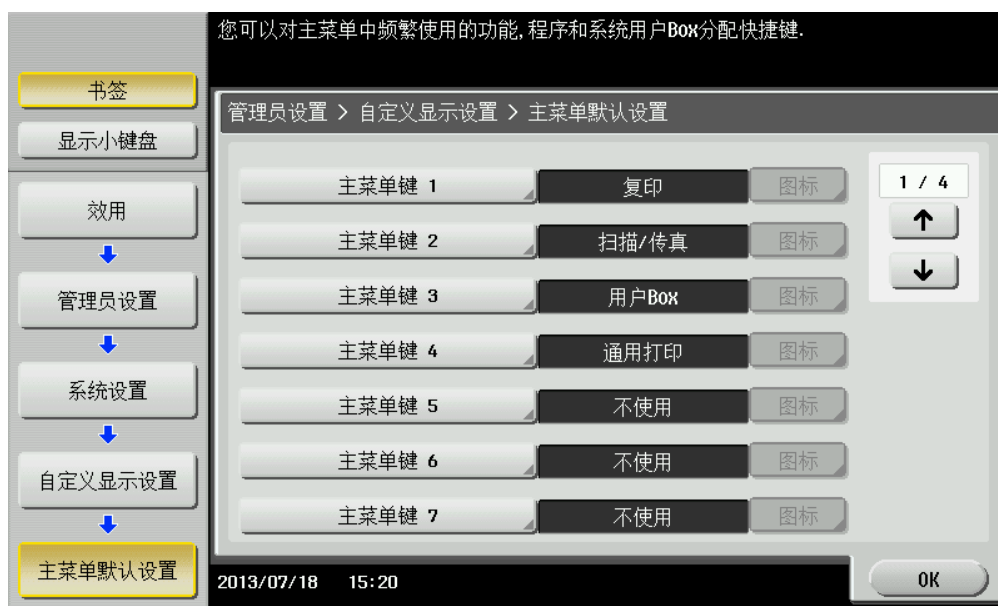 您可以对主菜单中频繁使用的功能,程序和系统用户Box分配快捷键.
书签
显示小键盘
效用
管理员设置
系统设置
自定义显示设置
主菜单默认设置
管理员设置 > 自定义显示设置 > 主菜单默认设置
主菜单键 1 复印 图标
主菜单键 2 扫描/传真 图标
主菜单键 3 用户Box 图标
主菜单键 4 通用打印 图标
主菜单键 5 不使用 图标
主菜单键 6 不使用 图标
主菜单键 7 不使用 图标
1 / 4
2013/07/18 15:20
OK